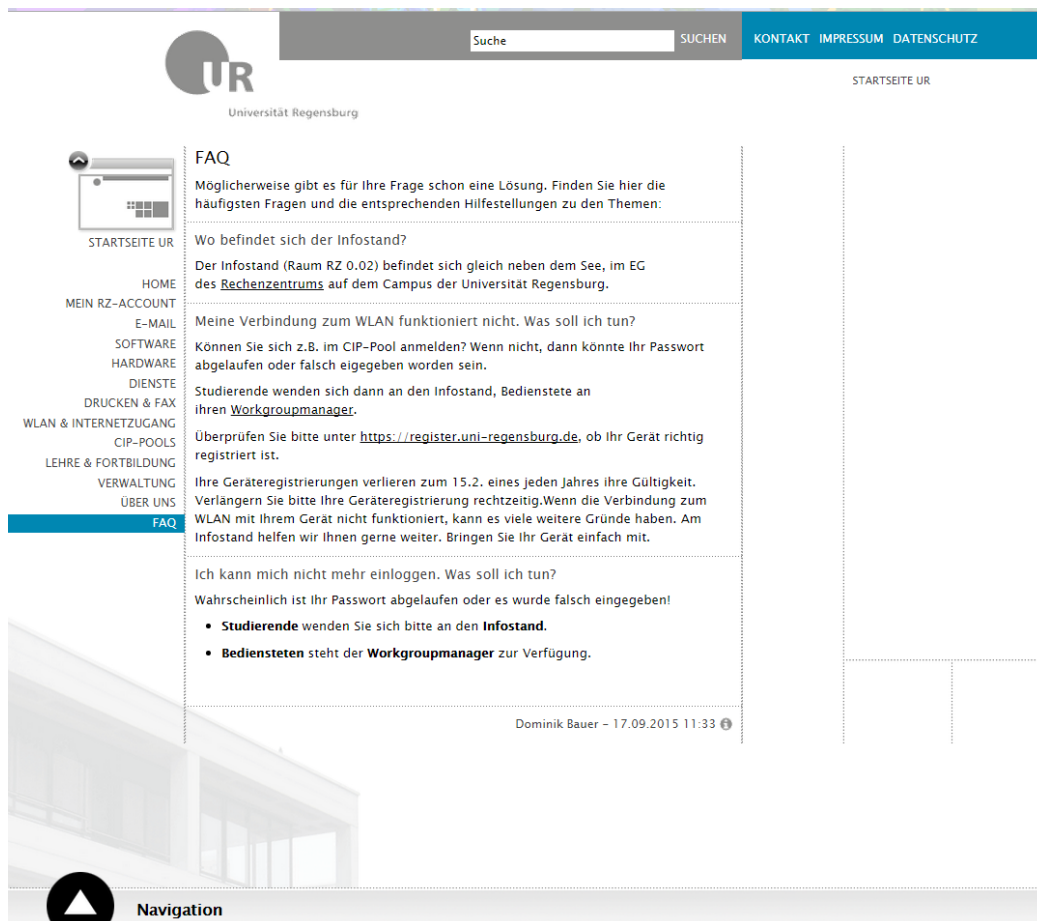 Suche
SUCHEN
KONTAKT IMPRESSUM DATENSCHUTZ
UR
Universität Regensburg
STARTSEITE UR
STARTSEITE UR
HOME
MEIN RZ-ACCOUNT
E-MAIL
SOFTWARE
HARDWARE
DIENSTE
DRUCKEN & FAX
WLAN & INTERNETZUGANG
CIP-POOLS
LEHRE & FORTBILDUNG
VERWALTUNG
ÜBER UNS
FAQ
FAQ
Möglicherweise gibt es für Ihre Frage schon eine Lösung. Finden Sie hier die
häufigsten Fragen und die entsprechenden Hilfestellungen zu den Themen:
Wo befindet sich der Infostand?
Der Infostand (Raum RZ 0.02) befindet sich gleich neben dem See, im EG
des Rechenzentrums auf dem Campus der Universität Regensburg.
Meine Verbindung zum WLAN funktioniert nicht. Was soll ich tun?
Können Sie sich z.B. im CIP-Pool anmelden? Wenn nicht, dann könnte Ihr Passwort
abgelaufen oder falsch eigegeben worden sein.
Studierende wenden sich dann an den Infostand, Bedienstete an
ihren Workgroupmanager.
Überprüfen Sie bitte unter https://register.uni-regensburg.de, ob Ihr Gerät richtig
registriert ist.
Ihre Geräteregistrierungen verlieren zum 15.2. eines jeden Jahres ihre Gültigkeit.
Verlängern Sie bitte Ihre Geräteregistrierung rechtzeitig.Wenn die Verbindung zum
WLAN mit Ihrem Gerät nicht funktioniert, kann es viele weitere Gründe haben. Am
Infostand helfen wir Ihnen gerne weiter. Bringen Sie Ihr Gerät einfach mit.
Ich kann mich nicht mehr einloggen. Was soll ich tun?
Wahrscheinlich ist Ihr Passwort abgelaufen oder es wurde falsch eingegeben!
• Studierende wenden Sie sich bitte an den Infostand.
• Bediensteten steht der Workgroupmanager zur Verfügung.
Dominik Bauer – 17.09.2015 11:33
Navigation